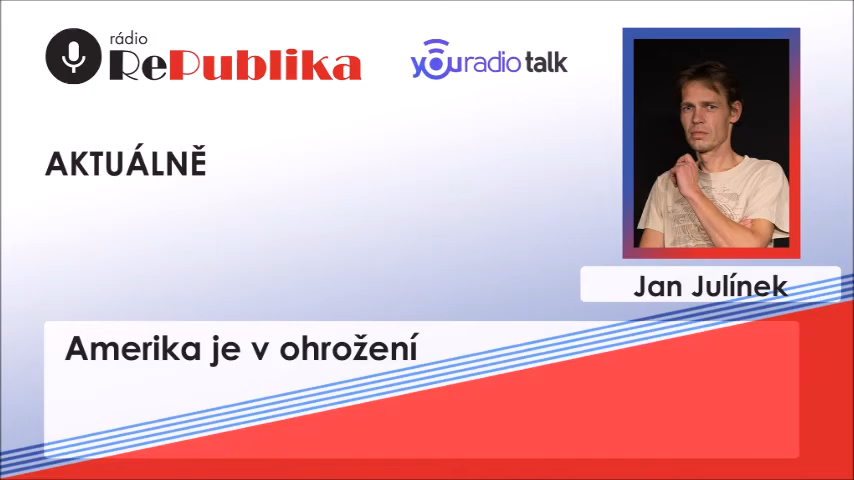 rádio
RePublika
youradio talk
AKTUÁLNĚ
Jan Julínek
Amerika je v ohrožení